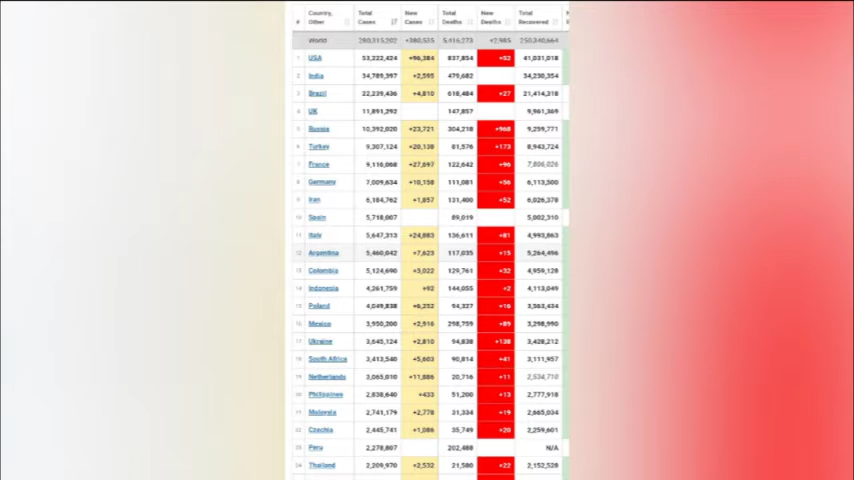 # Country, Other Total Cases New Cases Total Deaths New Deaths Total Recovered
World 280,315,202 +380,535 5,416,273 +2,985 250,340,664
1 USA 53,222,424 +96,384 837,854 +52 41,031,018
2 India 34,789,397 +2,595 479,682 34,230,354
3 Brazil 22,239,436 +4,810 618,484 +27 21,414,318
4 UK 11,891,292 147,857 9,961,369
5 Russia 10,392,020 +23,721 304,218 +968 9,259,771
6 Turkey 9,307,124 +20,138 81,576 +173 8,943,724
7 France 9,116,068 +27,697 122,642 +96 7,806,026
8 Germany 7,009,634 +10,158 111,081 +56 6,113,500
9 Iran 6,184,762 +1,857 131,400 +52 6,026,378
10 Spain 5,718,007 89,019 5,002,310
11 Italy 5,647,313 +24,883 136,611 +81 4,993,863
12 Argentina 5,460,042 +7,623 117,035 +15 5,264,496
13 Colombia 5,124,690 +3,022 129,761 +32 4,959,128
14 Indonesia 4,261,759 +92 144,055 +2 4,113,049
15 Poland 4,049,838 +6,252 94,327 +16 3,563,434
16 Mexico 3,950,200 +2,916 298,759 +89 3,298,990
17 Ukraine 3,645,124 +2,810 94,838 +138 3,428,212
18 South Africa 3,413,540 +5,603 90,814 +41 3,111,957
19 Netherlands 3,065,010 +11,886 20,716 +11 2,534,710
20 Philippines 2,838,640 +433 51,200 +13 2,777,918
21 Malaysia 2,741,179 +2,778 31,334 +19 2,665,034
22 Czechia 2,445,741 +1,086 35,749 +20 2,259,601
23 Peru 2,278,807 202,488 N/A
24 Thailand 2,209,970 +2,532 21,580 +22 2,152,528